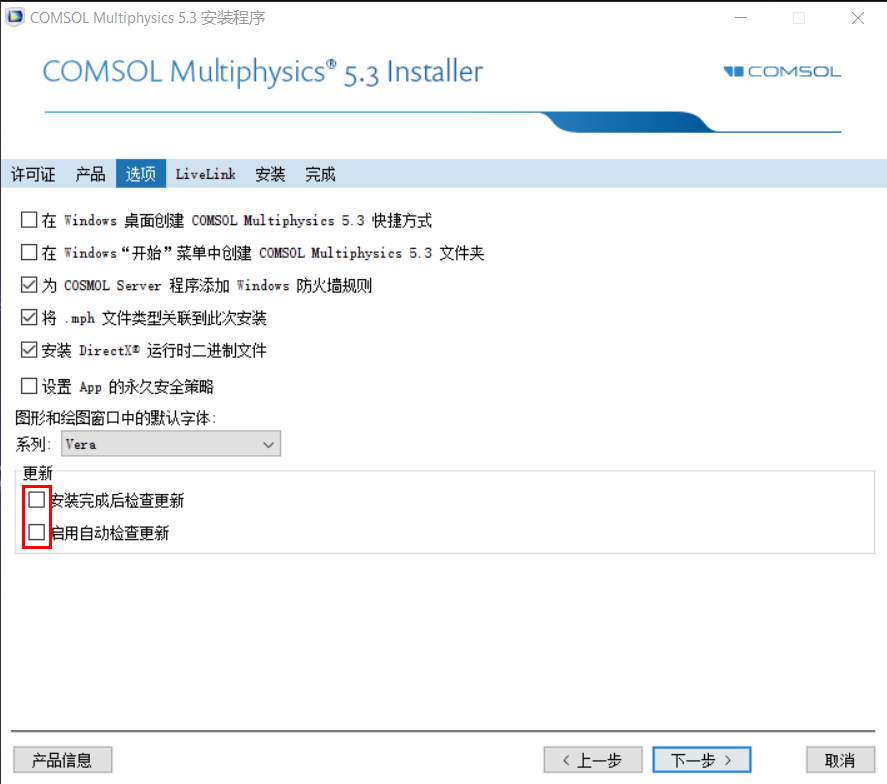 COMSOL Multiphysics 5.3 安装程序
COMSOL Multiphysics® 5.3 Installer
COMSOL
许可证 产品 选项 LiveLink 安装 完成
在 Windows 桌面创建 COMSOL Multiphysics 5.3 快捷方式
在 Windows“开始”菜单中创建 COMSOL Multiphysics 5.3 文件夹
为 COSMOL Server 程序添加 Windows 防火墙规则
将 .mph 文件类型关联到此次安装
安装 DirectX® 运行时二进制文件
设置 App 的永久安全策略
图形和绘图窗口中的默认字体:
系列: Vera
更新
安装完成后检查更新
启用自动检查更新
产品信息 < 上一步 下一步 > 取消